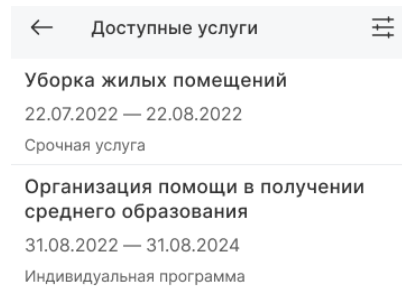 Доступные услуги
Уборка жилых помещений
22.07.2022 — 22.08.2022
Срочная услуга
Организация помощи в получении
среднего образования
31.08.2022 — 31.08.2024
Индивидуальная программа